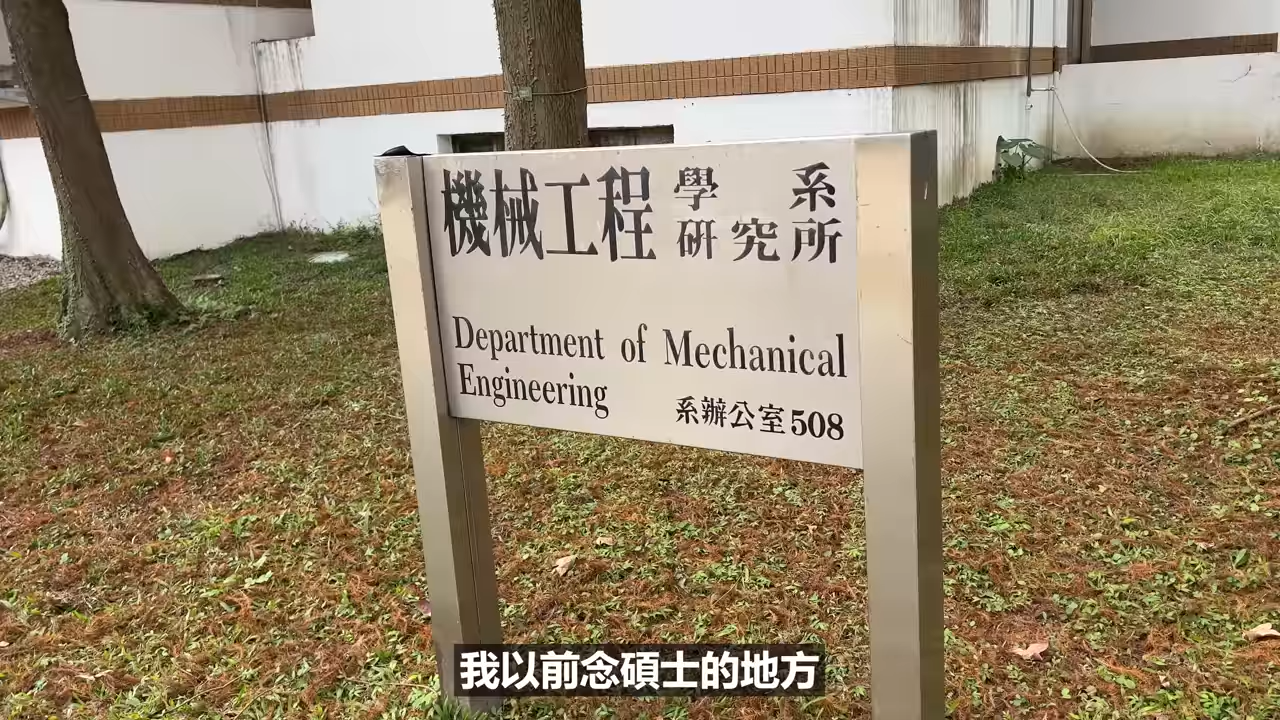 機械工程學系
研究所
Department of Mechanical
Engineering
系辦公室508
我以前念碩士的地方